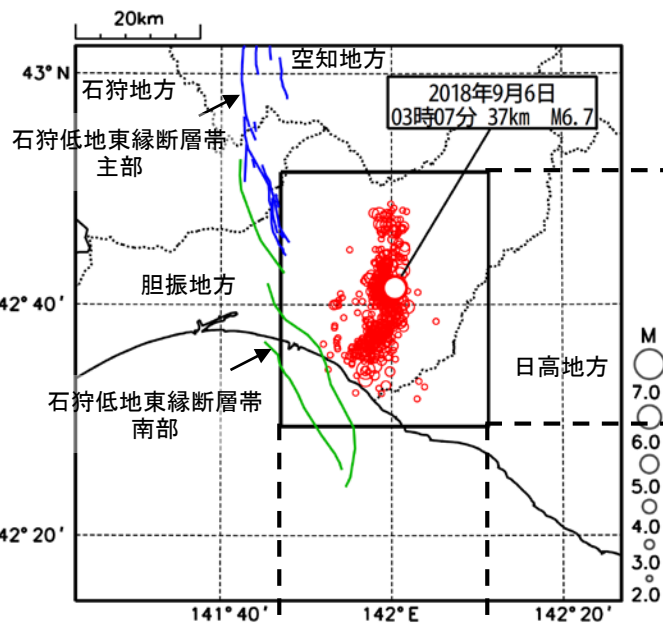 20km
43°N
空知地方
石狩地方
2018年9月6日
03時07分 37km M6.7
石狩低地東縁断層帯
主部
胆振地方
42°40′
日高地方
石狩低地東縁断層帯
南部
M
7.0
6.0
5.0
4.0
3.0
2.0
42°20′
141°40′
142°E
142°20′